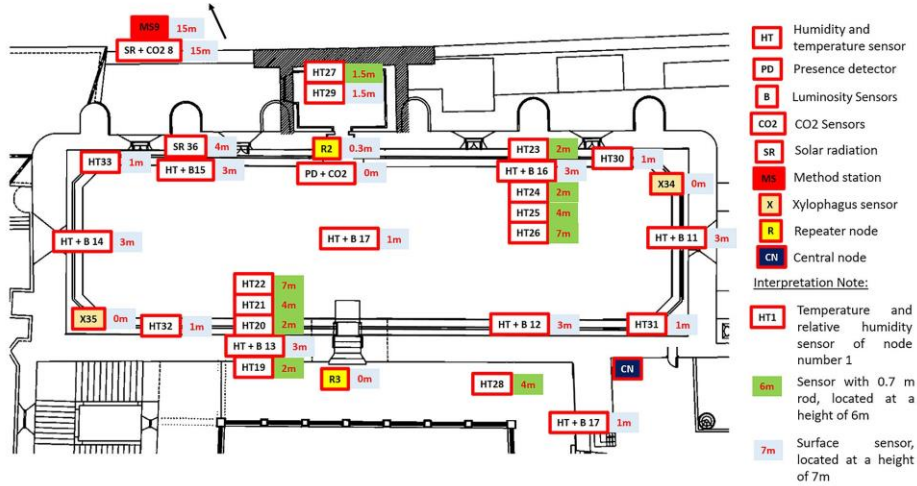 MS9 15m
SR + CO2 8 15m
HT27 1.5m
HT29 1.5m
SR 36 4m
R2 0.3m
HT23 2m
HT33 1m
HT30 1m
HT + B15 3m
PD + CO2 0m
HT + B 16 3m
HT24 2m
X34 0m
HT25 4m
HT + B 14 3m
HT + B 17 1m
HT26 7m
HT + B 11 3m
HT22 7m
HT21 4m
X35 0m
HT32 1m
HT20 2m
HT + B 12 3m
HT31 1m
HT + B 13 3m
HT19 2m
R3 0m
HT28 4m
CN
HT + B 17 1m
HT Humidity and
temperature sensor
PD Presence detector
B Luminosity Sensors
CO2 CO2 Sensors
SR Solar radiation
MS Method station
X Xylophagus sensor
R Repeater node
CN Central node
Interpretation Note:
HT1 Temperature and
relative humidity
sensor of node
number 1
6m Sensor with 0.7 m
rod, located at a
height of 6m
7m Surface sensor,
located at a height
of 7m